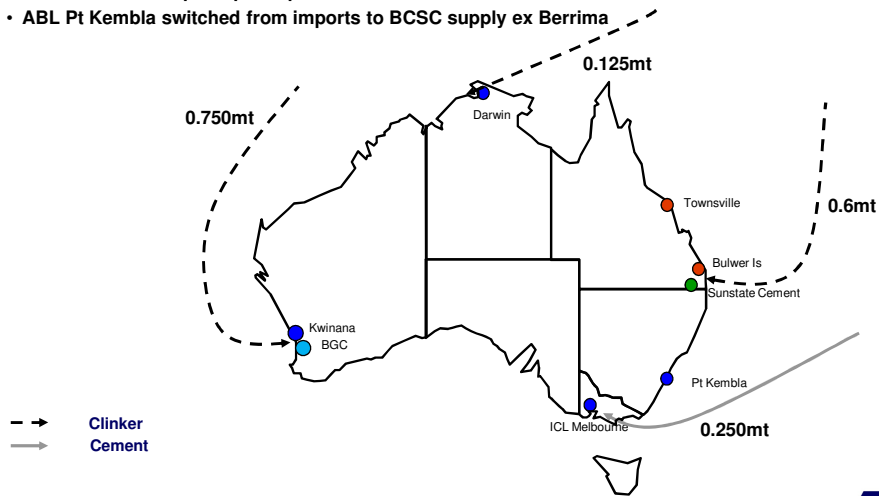 • ABL Pt Kembla switched from imports to BCSC supply ex Berrima
0.125mt
0.750mt
Darwin
Townsville
0.6mt
Bulwer Is
Sunstate Cement
Kwinana
BGC
Pt Kembla
ICL Melbourne
0.250mt
Clinker
Cement